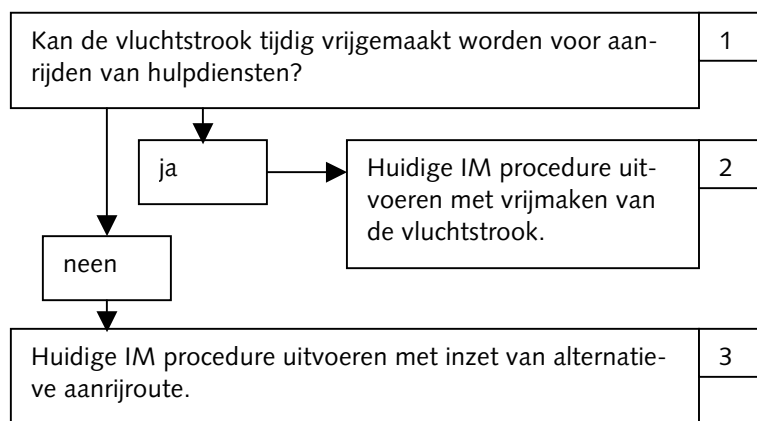 Kan de vluchtstrook tijdig vrijgemaakt worden voor aan-
rijden van hulpdiensten?
1
ja
Huidige IM procedure uit-
voeren met vrijmaken van
de vluchtstrook.
2
neen
Huidige IM procedure uitvoeren met inzet van alternatie-
ve aanrijroute.
3